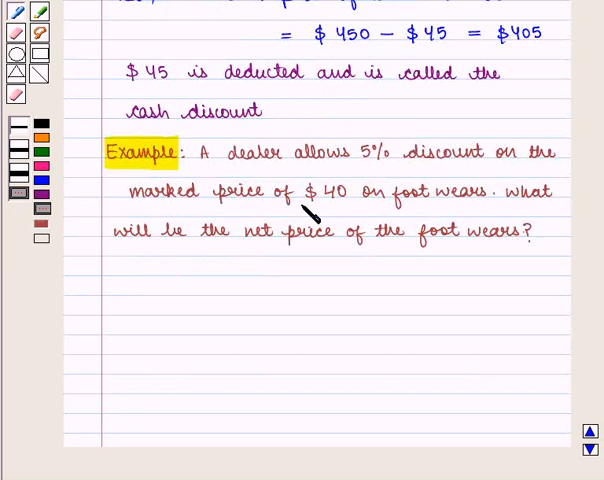 = $ 450 - $ 45 = $405
$ 45 is deducted and is called the
cash discount
Example: A dealer allows 5% discount on the
marked price of $ 40 on foot wears. What
will be the net price of the foot wears?